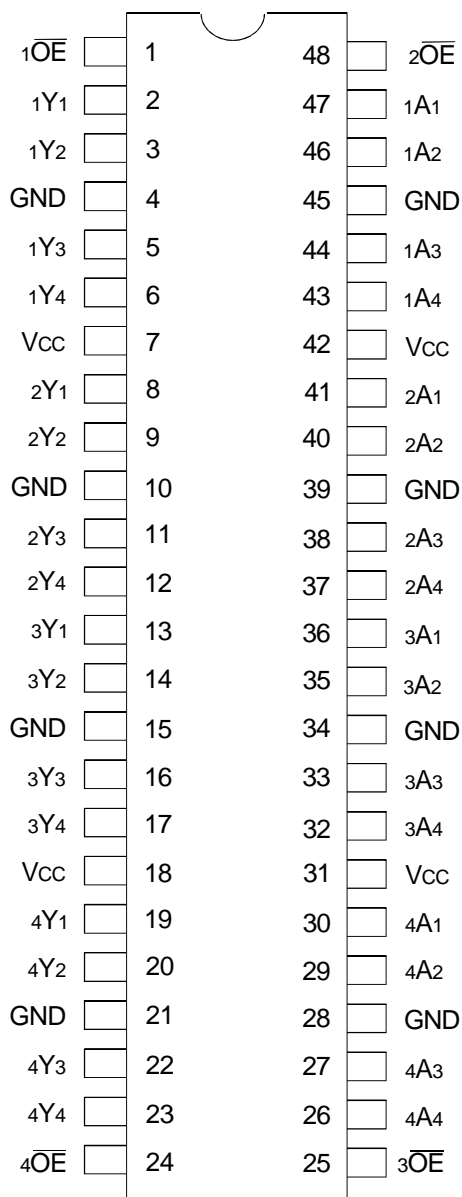 1OE 1 48 2OE
1Y1 2 47 1A1
1Y2 3 46 1A2
GND 4 45 GND
1Y3 5 44 1A3
1Y4 6 43 1A4
VCC 7 42 VCC
2Y1 8 41 2A1
2Y2 9 40 2A2
GND 10 39 GND
2Y3 11 38 2A3
2Y4 12 37 2A4
3Y1 13 36 3A1
3Y2 14 35 3A2
GND 15 34 GND
3Y3 16 33 3A3
3Y4 17 32 3A4
VCC 18 31 VCC
4Y1 19 30 4A1
4Y2 20 29 4A2
GND 21 28 GND
4Y3 22 27 4A3
4Y4 23 26 4A4
4OE 24 25 3OE